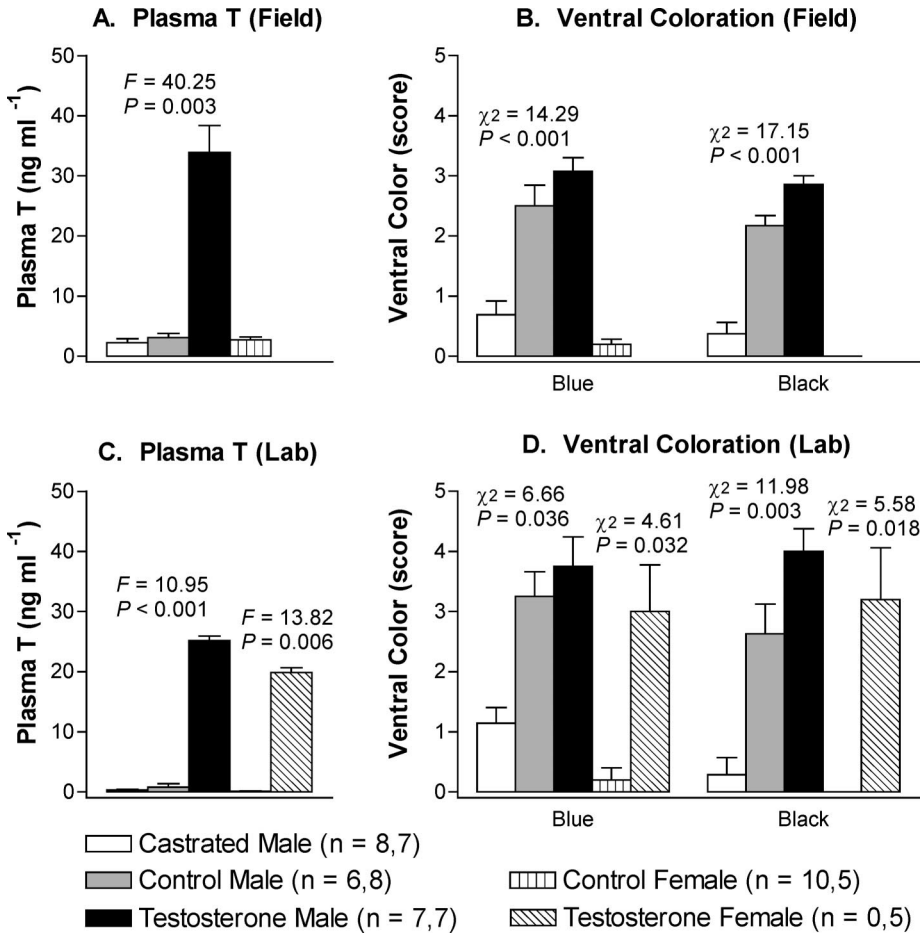 A. Plasma T (Field)
50
40
30
20
10
0
Plasma T (ng ml -1)
F = 40.25
P = 0.003
B. Ventral Coloration (Field)
5
4
3
2
1
0
Ventral Color (score)
χ2 = 14.29
P < 0.001
χ2 = 17.15
P < 0.001
Blue
Black
C. Plasma T (Lab)
50
40
30
20
10
0
Plasma T (ng ml -1)
F = 10.95
P < 0.001
F = 13.82
P = 0.006
D. Ventral Coloration (Lab)
5
4
3
2
1
0
Ventral Color (score)
χ2 = 6.66
P = 0.036
χ2 = 4.61
P = 0.032
χ2 = 11.98
P = 0.003
χ2 = 5.58
P = 0.018
Blue
Black
Castrated Male (n = 8,7)
Control Male (n = 6,8)
Testosterone Male (n = 7,7)
Control Female (n = 10,5)
Testosterone Female (n = 0,5)